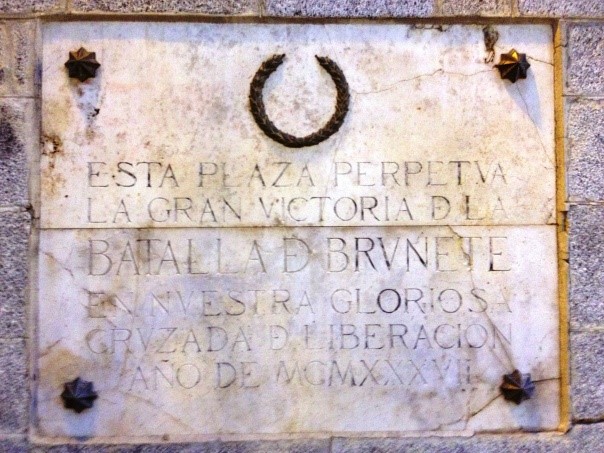 ESTA PLAZA PERPETVA
LA GRAN VICTORIA D LA
BATALLA D BRVNETE
EN NVESTRA GLORIOSA
CRVZADA D LIBERACION
AÑO DE MCMXXXVII